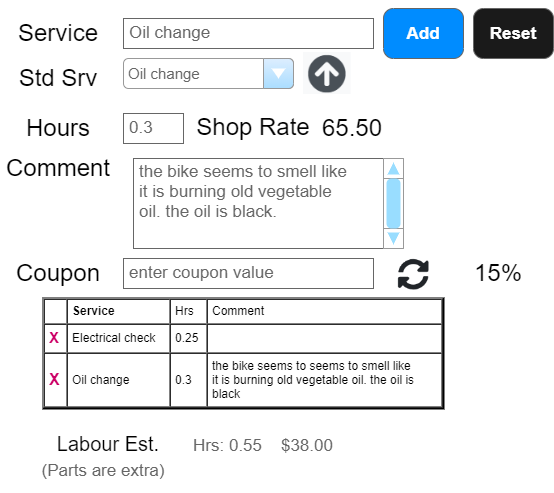 Service Oil change Add Reset
Std Srv Oil change
Hours 0.3 Shop Rate 65.50
Comment the bike seems to smell like
it is burning old vegetable
oil. the oil is black.
Coupon enter coupon value 15%
Service Hrs Comment
X Electrical check 0.25
X Oil change 0.3 the bike seems to seems to smell like
it is burning old vegetable oil. the oil is
black
Labour Est. Hrs: 0.55 $38.00
(Parts are extra)